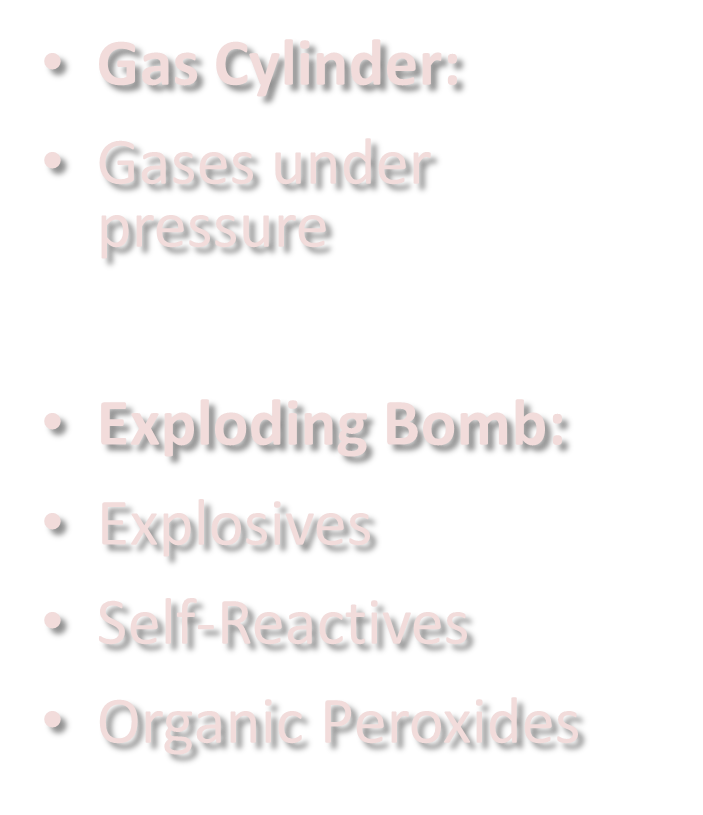 • Gas Cylinder:
• Gases under
pressure
• Exploding Bomb:
• Explosives
• Self-Reactives
• Organic Peroxides